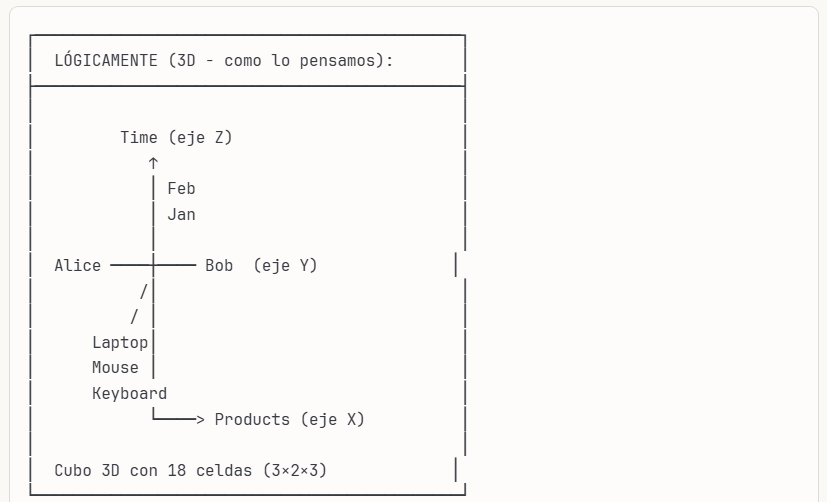 LÓGICAMENTE (3D - como lo pensamos):
Time (eje Z)
↑
Feb
Jan
Alice ────┼──── Bob (eje Y)
/
/
Laptop
Mouse
Keyboard
└────> Products (eje X)
Cubo 3D con 18 celdas (3×2×3)